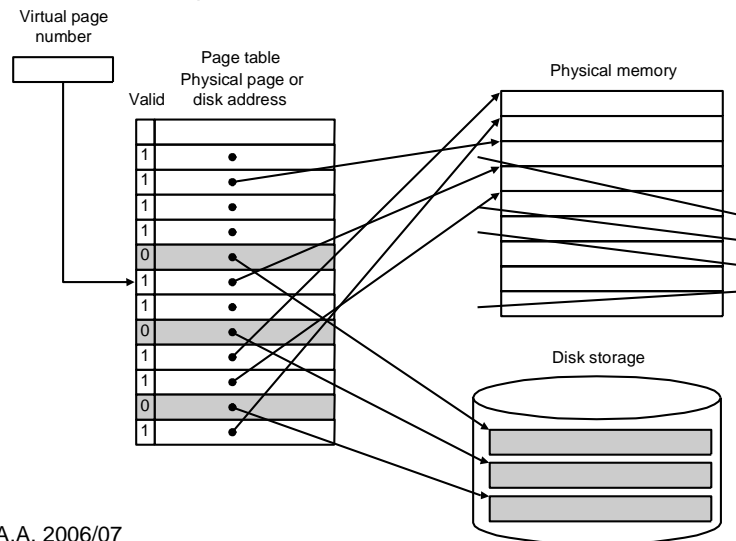 Virtual page
number
Page table
Physical page or
disk address
Valid
Physical memory
1
1
1
1
0
1
1
0
1
1
0
1
Disk storage
A.A. 2006/07